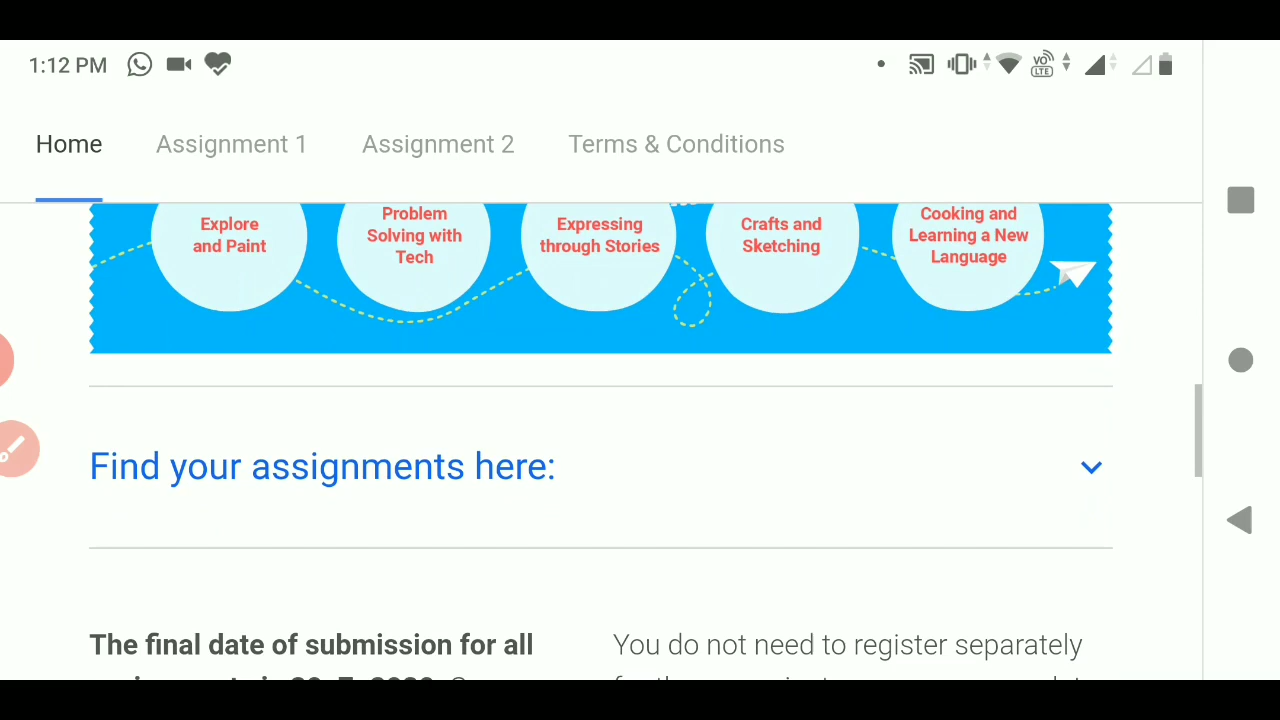 1:12 PM
VO
LTE
Home Assignment 1 Assignment 2 Terms & Conditions
Explore
and Paint
Problem
Solving with
Tech
Expressing
through Stories
Crafts and
Sketching
Cooking and
Learning a New
Language
Find your assignments here:
The final date of submission for all
You do not need to register separately